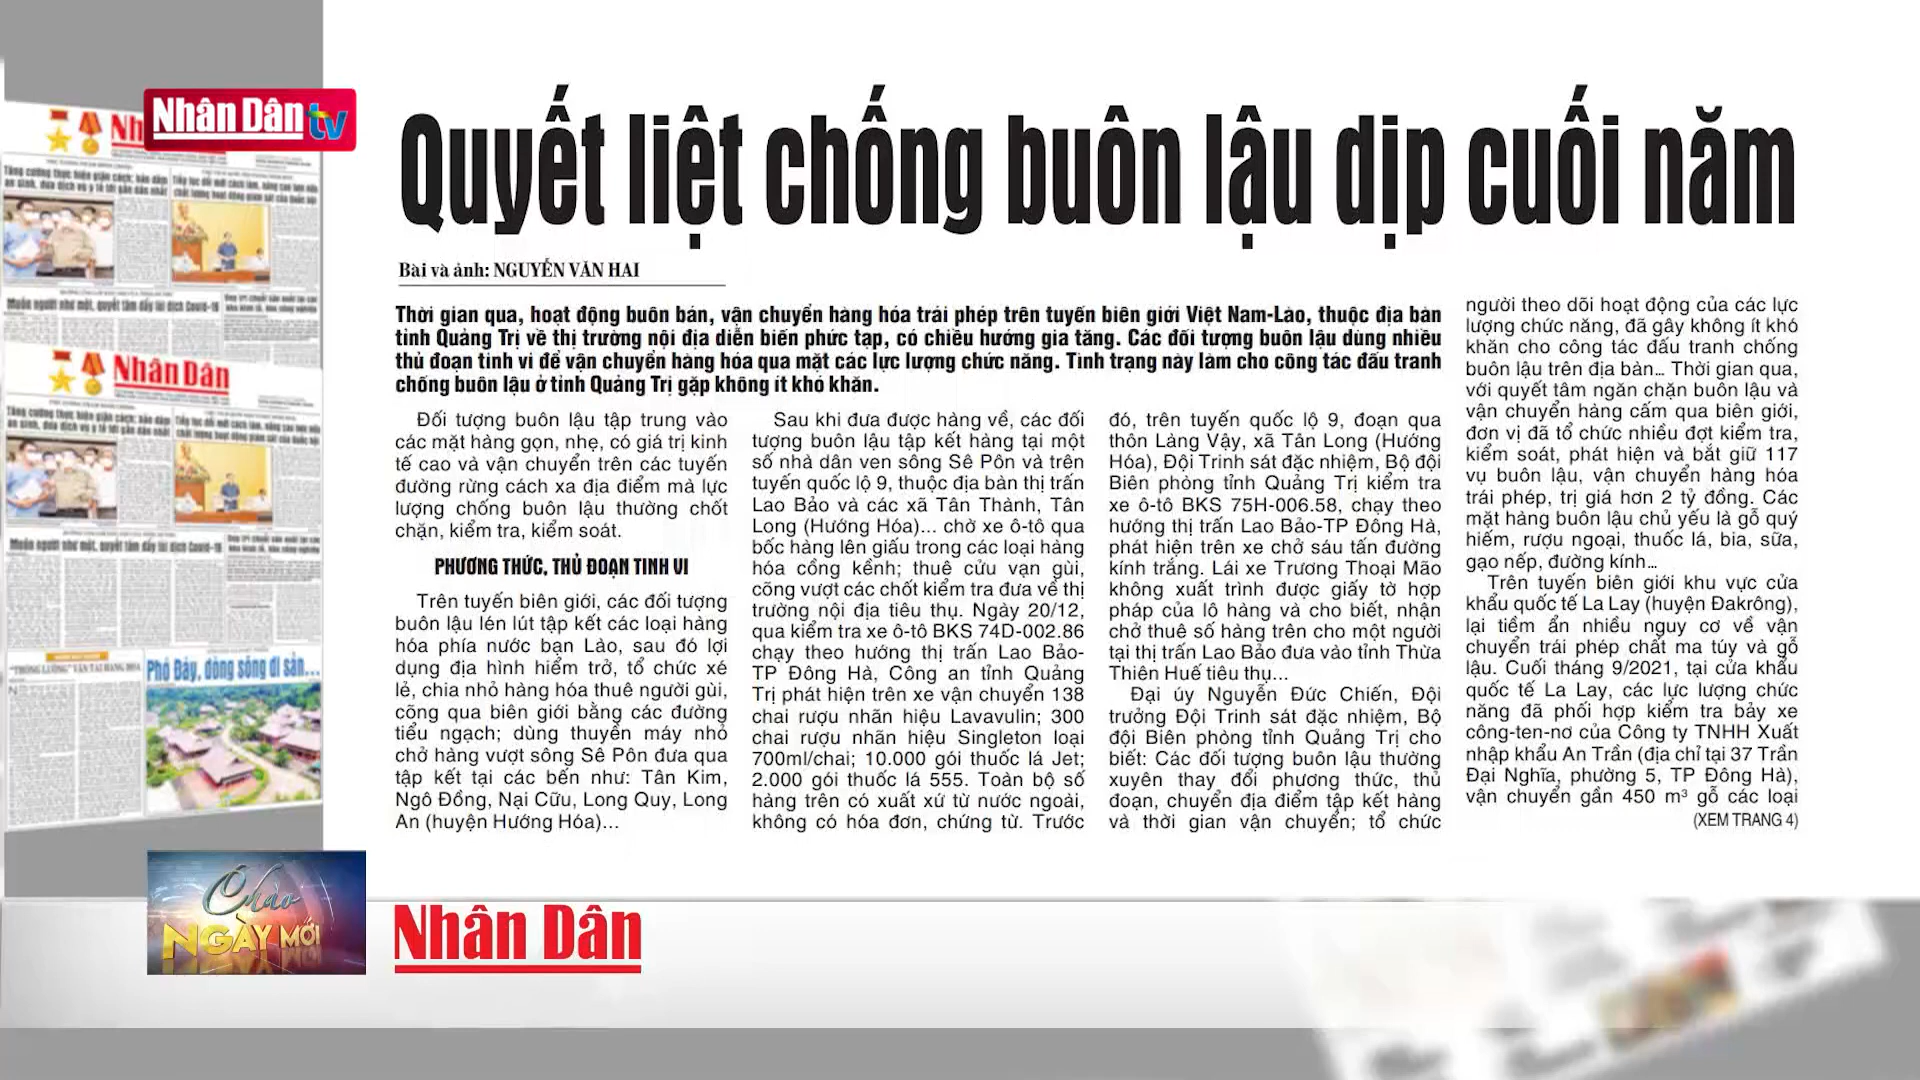 Nhân Dân tv
Quyết liệt chống buôn lậu dịp cuối năm
Bài và ảnh: NGUYỄN VĂN HAI
Thời gian qua, hoạt động buôn bán, vận chuyển hàng hóa trái phép trên tuyến biên giới Việt Nam-Lào, thuộc địa bàn
tỉnh Quảng Trị về thị trường nội địa diễn biến phức tạp, có chiều hướng gia tăng. Các đối tượng buôn lậu dùng nhiều
thủ đoạn tinh vi để vận chuyển hàng hóa qua mặt các lực lượng chức năng. Tình trạng này làm cho công tác đấu tranh
chống buôn lậu ở tỉnh Quảng Trị gặp không ít khó khăn.
Đối tượng buôn lậu tập trung vào
các mặt hàng gọn, nhẹ, có giá trị kinh
tế cao và vận chuyển trên các tuyến
đường rừng cách xa địa điểm mà lực
lượng chống buôn lậu thường chốt
chặn, kiểm tra, kiểm soát.
PHƯƠNG THỨC, THỦ ĐOẠN TINH VI
Trên tuyến biên giới, các đối tượng
buôn lậu lén lút tập kết các loại hàng
hóa phía nước bạn Lào, sau đó lợi
dụng địa hình hiểm trở, tổ chức xé
lẻ, chia nhỏ hàng hóa thuê người gùi,
cõng qua biên giới bằng các đường
tiểu ngạch; dùng thuyền máy nhỏ
chở hàng vượt sông Sê Pôn đưa qua
tập kết tại các bến như: Tân Kim,
Ngô Đồng, Nại Cữu, Long Quy, Long
An (huyện Hướng Hóa)...
Sau khi đưa được hàng về, các đối
tượng buôn lậu tập kết hàng tại một
số nhà dân ven sông Sê Pôn và trên
tuyến quốc lộ 9, thuộc địa bàn thị trấn
Lao Bảo và các xã Tân Thành, Tân
Long (Hướng Hóa)... chờ xe ô-tô qua
bốc hàng lên giấu trong các loại hàng
hóa cồng kềnh; thuê cửu vạn gùi,
cõng vượt các chốt kiểm tra đưa về thị
trường nội địa tiêu thụ. Ngày 20/12,
qua kiểm tra xe ô-tô BKS 74D-002.86
chạy theo hướng thị trấn Lao Bảo-
TP Đông Hà, Công an tỉnh Quảng
Trị phát hiện trên xe vận chuyển 138
chai rượu nhãn hiệu Lavavulin; 300
chai rượu nhãn hiệu Singleton loại
700ml/chai; 10.000 gói thuốc lá Jet;
2.000 gói thuốc lá 555. Toàn bộ số
hàng trên có xuất xứ từ nước ngoài,
không có hóa đơn, chứng từ. Trước
đó, trên tuyến quốc lộ 9, đoạn qua
thôn Làng Vậy, xã Tân Long (Hướng
Hóa), Đội Trinh sát đặc nhiệm, Bộ đội
Biên phòng tỉnh Quảng Trị kiểm tra
xe ô-tô BKS 75H-006.58, chạy theo
hướng thị trấn Lao Bảo-TP Đông Hà,
phát hiện trên xe chở sáu tấn đường
kính trắng. Lái xe Trương Thoại Mão
không xuất trình được giấy tờ hợp
pháp của lô hàng và cho biết, nhận
chở thuê số hàng trên cho một người
tại thị trấn Lao Bảo đưa vào tỉnh Thừa
Thiên Huế tiêu thụ...
Đại úy Nguyễn Đức Chiến, Đội
trưởng Đội Trinh sát đặc nhiệm, Bộ
đội Biên phòng tỉnh Quảng Trị cho
biết: Các đối tượng buôn lậu thường
xuyên thay đổi phương thức, thủ
đoạn, chuyển địa điểm tập kết hàng
và thời gian vận chuyển; tổ chức
người theo dõi hoạt động của các lực
lượng chức năng, đã gây không ít khó
khăn cho công tác đấu tranh chống
buôn lậu trên địa bàn... Thời gian qua,
với quyết tâm ngăn chặn buôn lậu và
vận chuyển hàng cấm qua biên giới,
đơn vị đã tổ chức nhiều đợt kiểm tra,
kiểm soát, phát hiện và bắt giữ 117
vụ buôn lậu, vận chuyển hàng hóa
trái phép, trị giá hơn 2 tỷ đồng. Các
mặt hàng buôn lậu chủ yếu là gỗ quý
hiếm, rượu ngoại, thuốc lá, bia, sữa,
gạo nếp, đường kính...
Trên tuyến biên giới khu vực cửa
khẩu quốc tế La Lay (huyện Đakrông),
lại tiềm ẩn nhiều nguy cơ về vận
chuyển trái phép chất ma túy và gỗ
lậu. Cuối tháng 9/2021, tại cửa khẩu
quốc tế La Lay, các lực lượng chức
năng đã phối hợp kiểm tra bảy xe
công-ten-nơ của Công ty TNHH Xuất
nhập khẩu An Trần (địa chỉ tại 37 Trần
Đại Nghĩa, phường 5, TP Đông Hà),
vận chuyển gần 450 m³ gỗ các loại
(XEM TRANG 4)
Nhân Dân
Tăng cường thực hiện giãn cách; bảo đảm
an sinh, đưa dịch vụ y tế tới gần dân nhất
Muôn người như một, quyết tâm đẩy lùi dịch Covid-19
"THÔNG LUỒNG" VẬN TẢI HÀNG HÓA
Phố Bảy, dòng sông di sản...
Chào
NGÀY MỚI
Nhân Dân